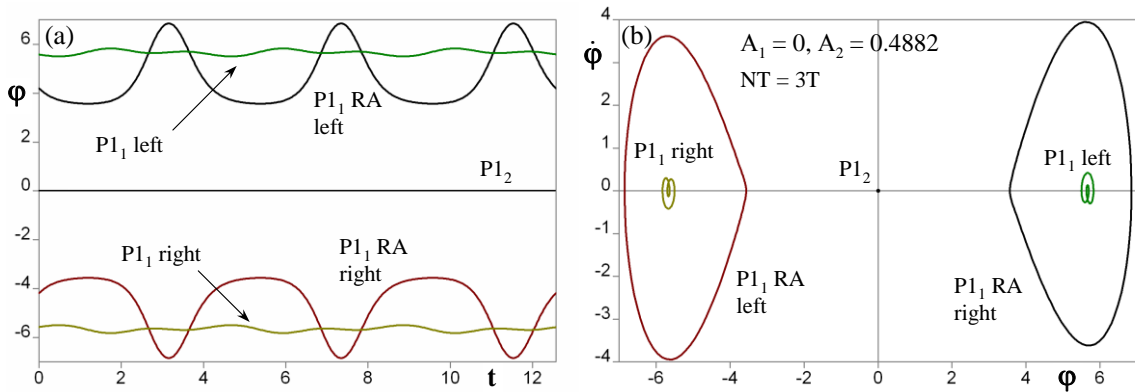 (a)
6
4
2
0
-2
-4
-6
φ
P1₁ left
P1₁ RA
left
P1₂
P1₁ right
P1₁ RA
right
0 2 4 6 8 10 12
t
(b)
4
3
2
1
0
-1
-2
-3
-4
φ̇
A₁ = 0, A₂ = 0.4882
NT = 3T
P1₁ right
P1₂
P1₁ left
P1₁ RA
left
P1₁ RA
right
-6 -4 -2 0 2 4 6
φ